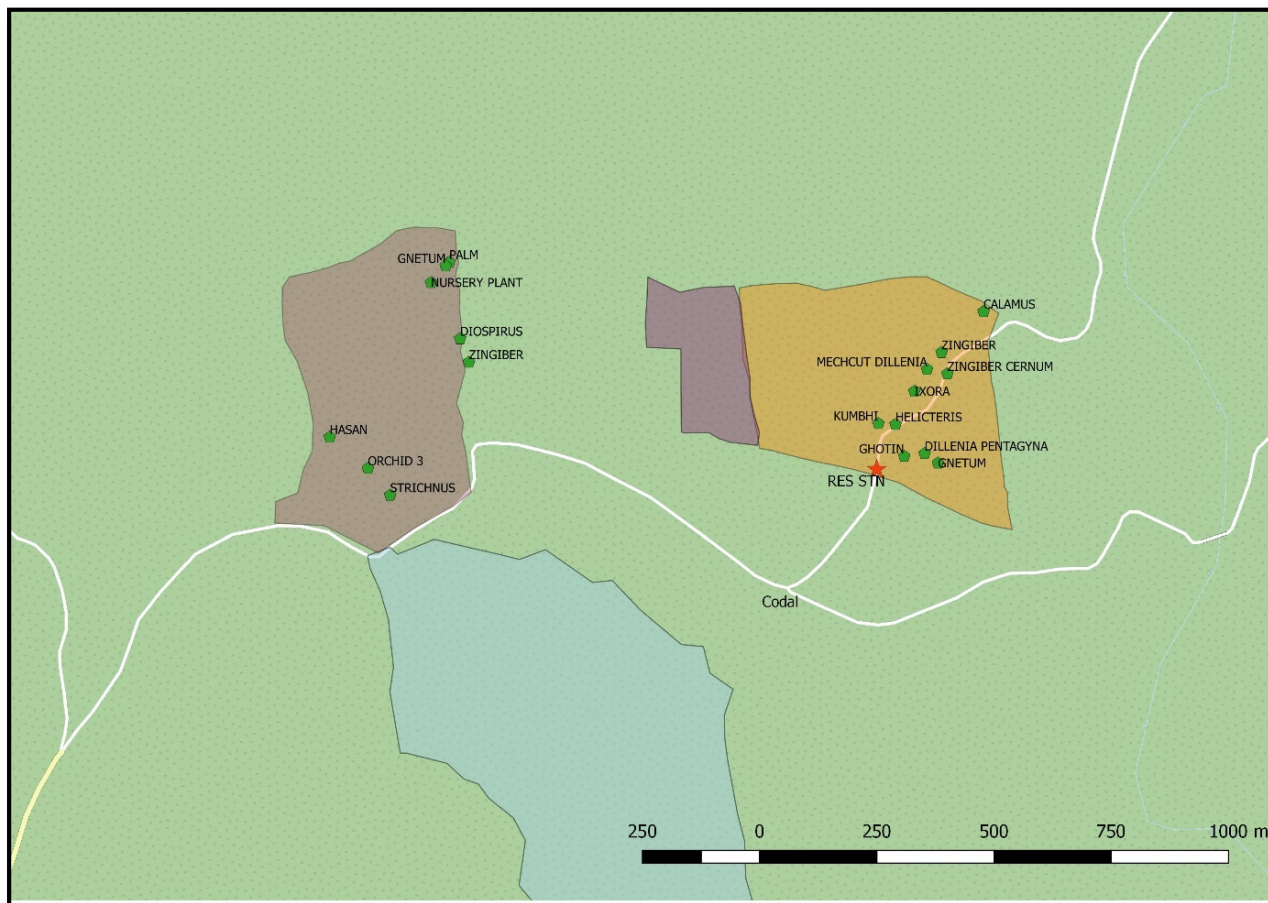 GNETUM PALM
NURSERY PLANT
DIOSPIRUS
ZINGIBER
HASAN
ORCHID 3
STRICHNUS
CALAMUS
ZINGIBER
MECHCUT DILLENIA
ZINGIBER CERNUM
IXORA
KUMBHI
HELICTERIS
GHOTIN
DILLENIA PENTAGYNA
GNETUM
RES STN
Codal
250 0 250 500 750 1000 m